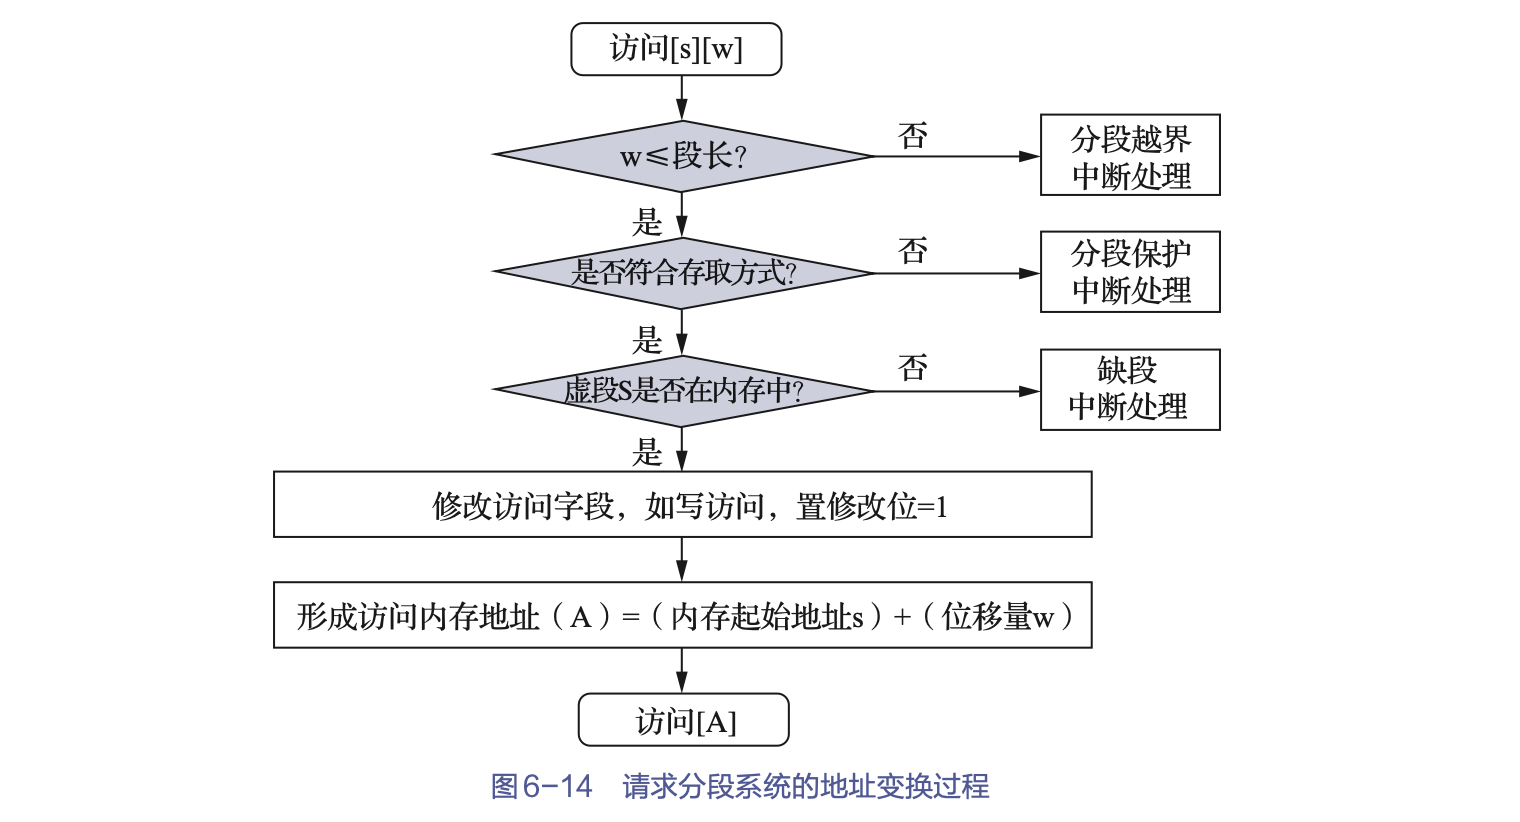 访问[s][w]
w≤段长?
否
分段越界
中断处理
是
是否符合存取方式?
否
分段保护
中断处理
是
虚段S是否在内存中?
否
缺段
中断处理
是
修改访问字段，如写访问，置修改位=1
形成访问内存地址（A）=（内存起始地址s）+（位移量w）
访问[A]
图6-14 请求分段系统的地址变换过程